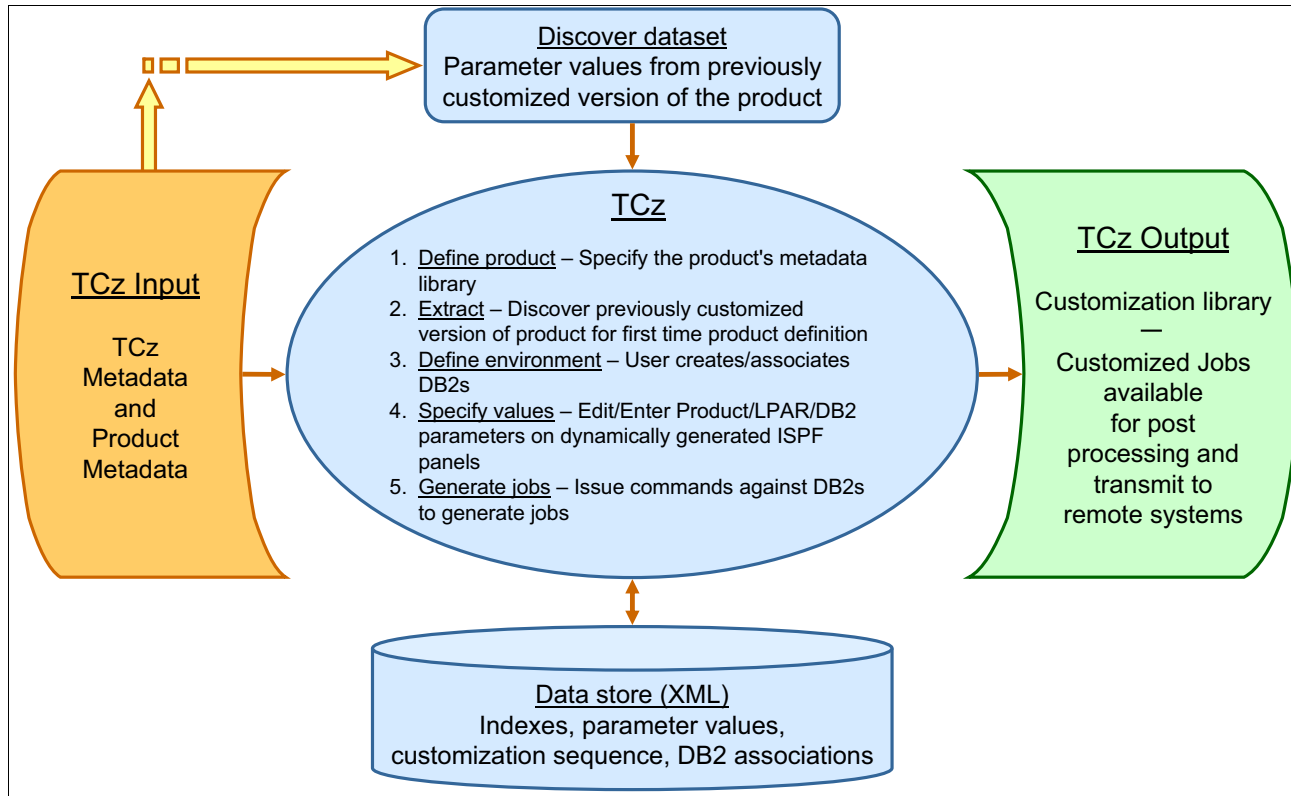 Discover dataset
Parameter values from previously
customized version of the product
TCz Input
TCz
Metadata
and
Product
Metadata
TCz
1. Define product – Specify the product's metadata
library
2. Extract – Discover previously customized
version of product for first time product definition
3. Define environment – User creates/associates
DB2s
4. Specify values – Edit/Enter Product/LPAR/DB2
parameters on dynamically generated ISPF
panels
5. Generate jobs – Issue commands against DB2s
to generate jobs
TCz Output
Customization library
—
Customized Jobs
available
for post
processing and
transmit to
remote systems
Data store (XML)
Indexes, parameter values,
customization sequence, DB2 associations